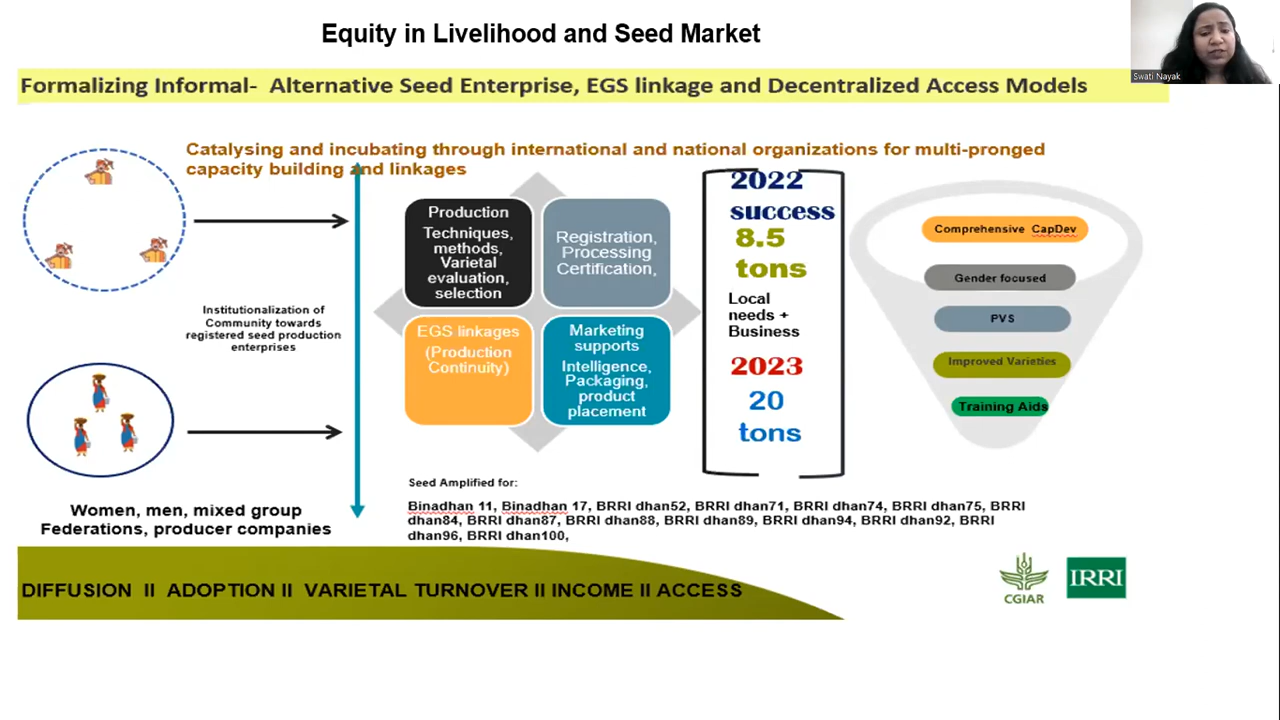 Equity in Livelihood and Seed Market
Swati Nayak
Formalizing Informal- Alternative Seed Enterprise, EGS linkage and Decentralized Access Models
Catalysing and incubating through international and national organizations for multi-pronged
capacity building and linkages
Institutionalization of
Community towards
registered seed production
enterprises
Women, men, mixed group
Federations, producer companies
Production
Techniques,
methods,
Varietal
evaluation,
selection
Registration,
Processing
Certification,
EGS linkages
(Production
Continuity)
Marketing
supports
Intelligence,
Packaging,
product
placement
2022
success
8.5
tons
Local
needs +
Business
2023
20
tons
Comprehensive CapDev
Gender focused
PVS
Improved Varieties
Training Aids
Seed Amplified for:
Binadhan 11, Binadhan 17, BRRI dhan52, BRRI dhan71, BRRI dhan74, BRRI dhan75, BRRI
dhan84, BRRI dhan87, BRRI dhan88, BRRI dhan89, BRRI dhan94, BRRI dhan92, BRRI
dhan96, BRRI dhan100,
DIFFUSION II ADOPTION II VARIETAL TURNOVER II INCOME II ACCESS
CGIAR
IRRI